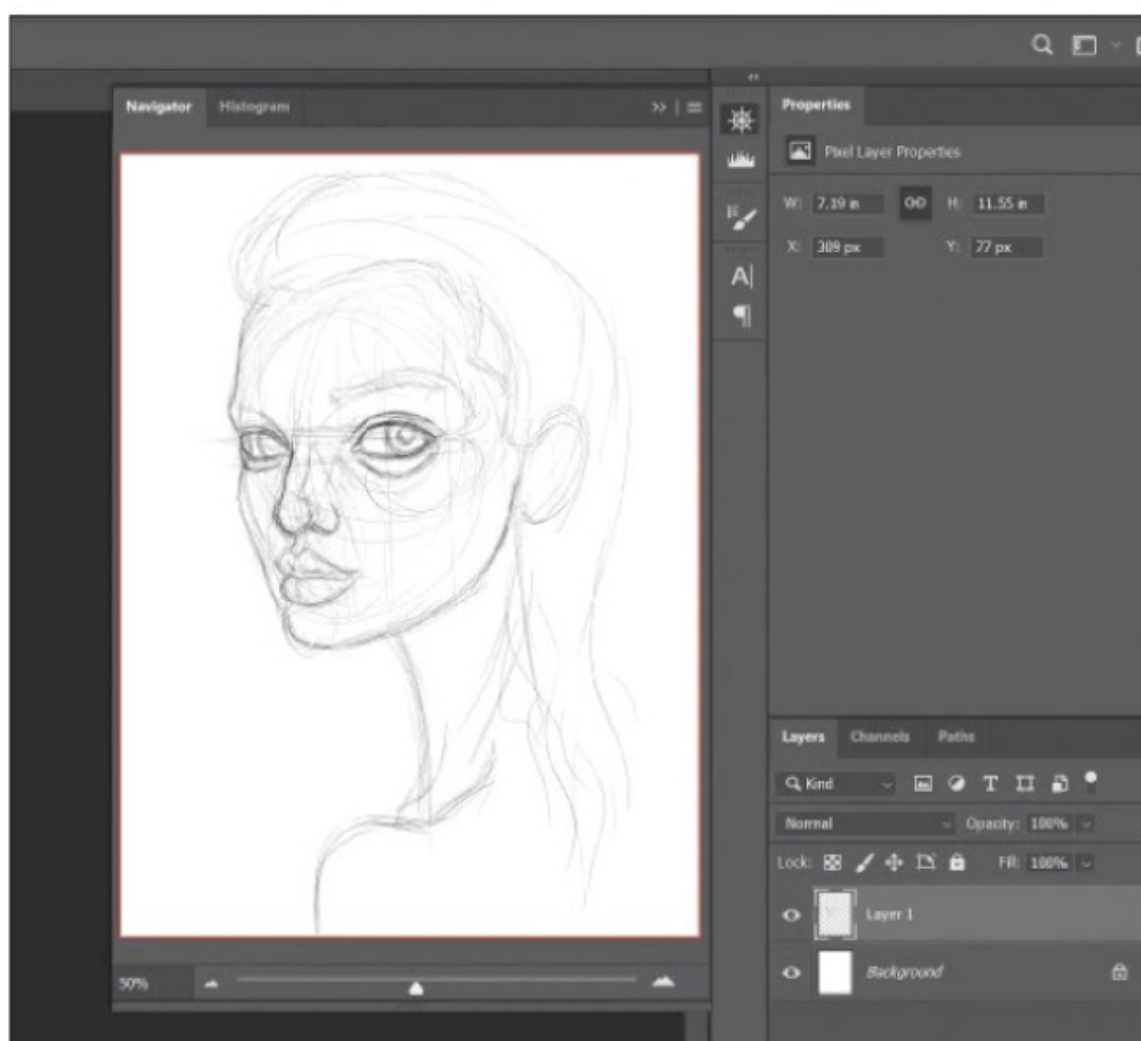 Navigator Histogram
Properties
Pixel Layer Properties
W: 7.19 in H: 11.55 in
X: 309 px Y: 77 px
Layers Channels Paths
Kind
Normal Opacity: 100%
Lock: Fill: 100%
Layer 1
Background
50%